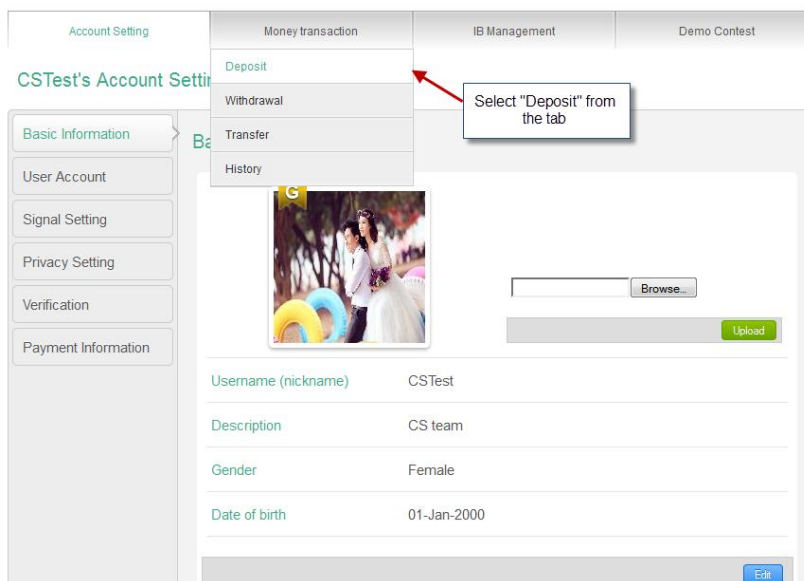 Account Setting
Money transaction
IB Management
Demo Contest
Deposit
CSTest's Account Settin
Withdrawal
Select "Deposit" from
the tab
Basic Information
Transfer
Ba
User Account
History
G
Signal Setting
Privacy Setting
Browse...
Verification
Upload
Payment Information
Username (nickname) CSTest
Description CS team
Gender Female
Date of birth 01-Jan-2000
Edit